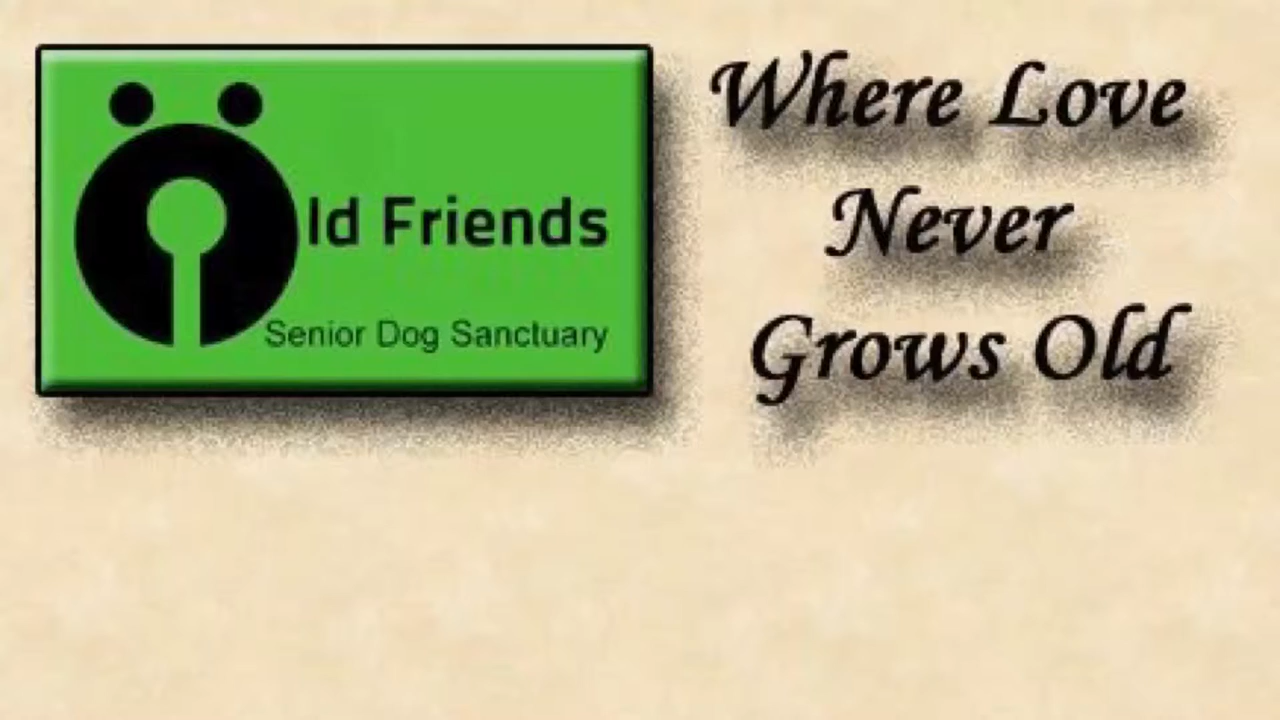 Old Friends
Senior Dog Sanctuary
Where Love
Never
Grows Old